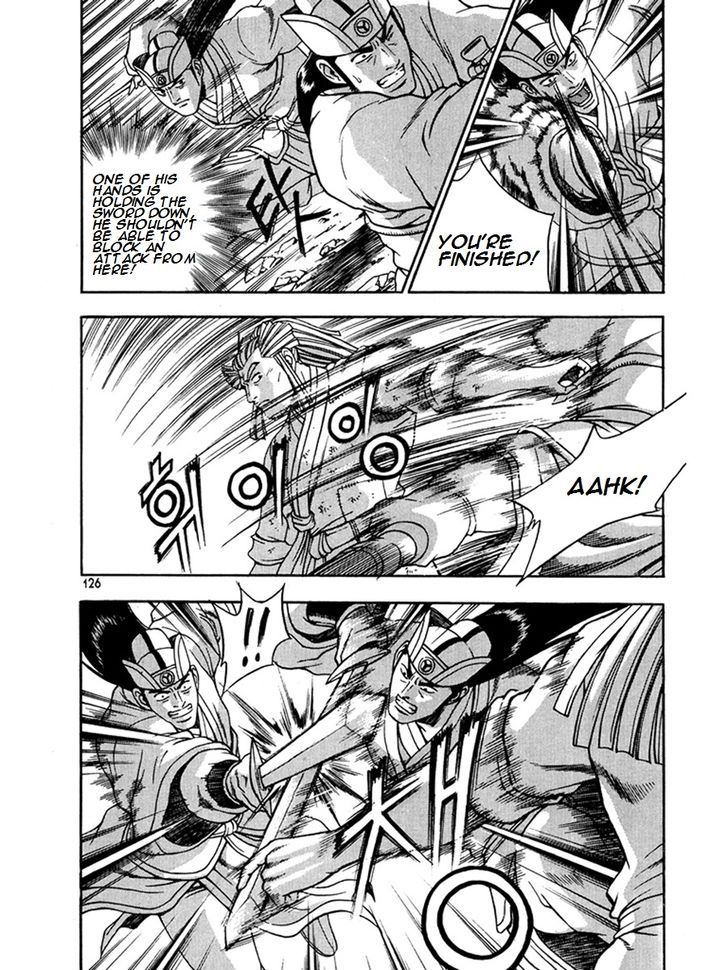 ONE OF HIS
HANDS IS
HOLDING THE
SWORD DOWN,
HE SHOULDN'T
BE ABLE TO
BLOCK AN
ATTACK FROM
HERE!
타
YOU'RE
FINISHED!
휘이잉
AAHK!
126
!!
챙